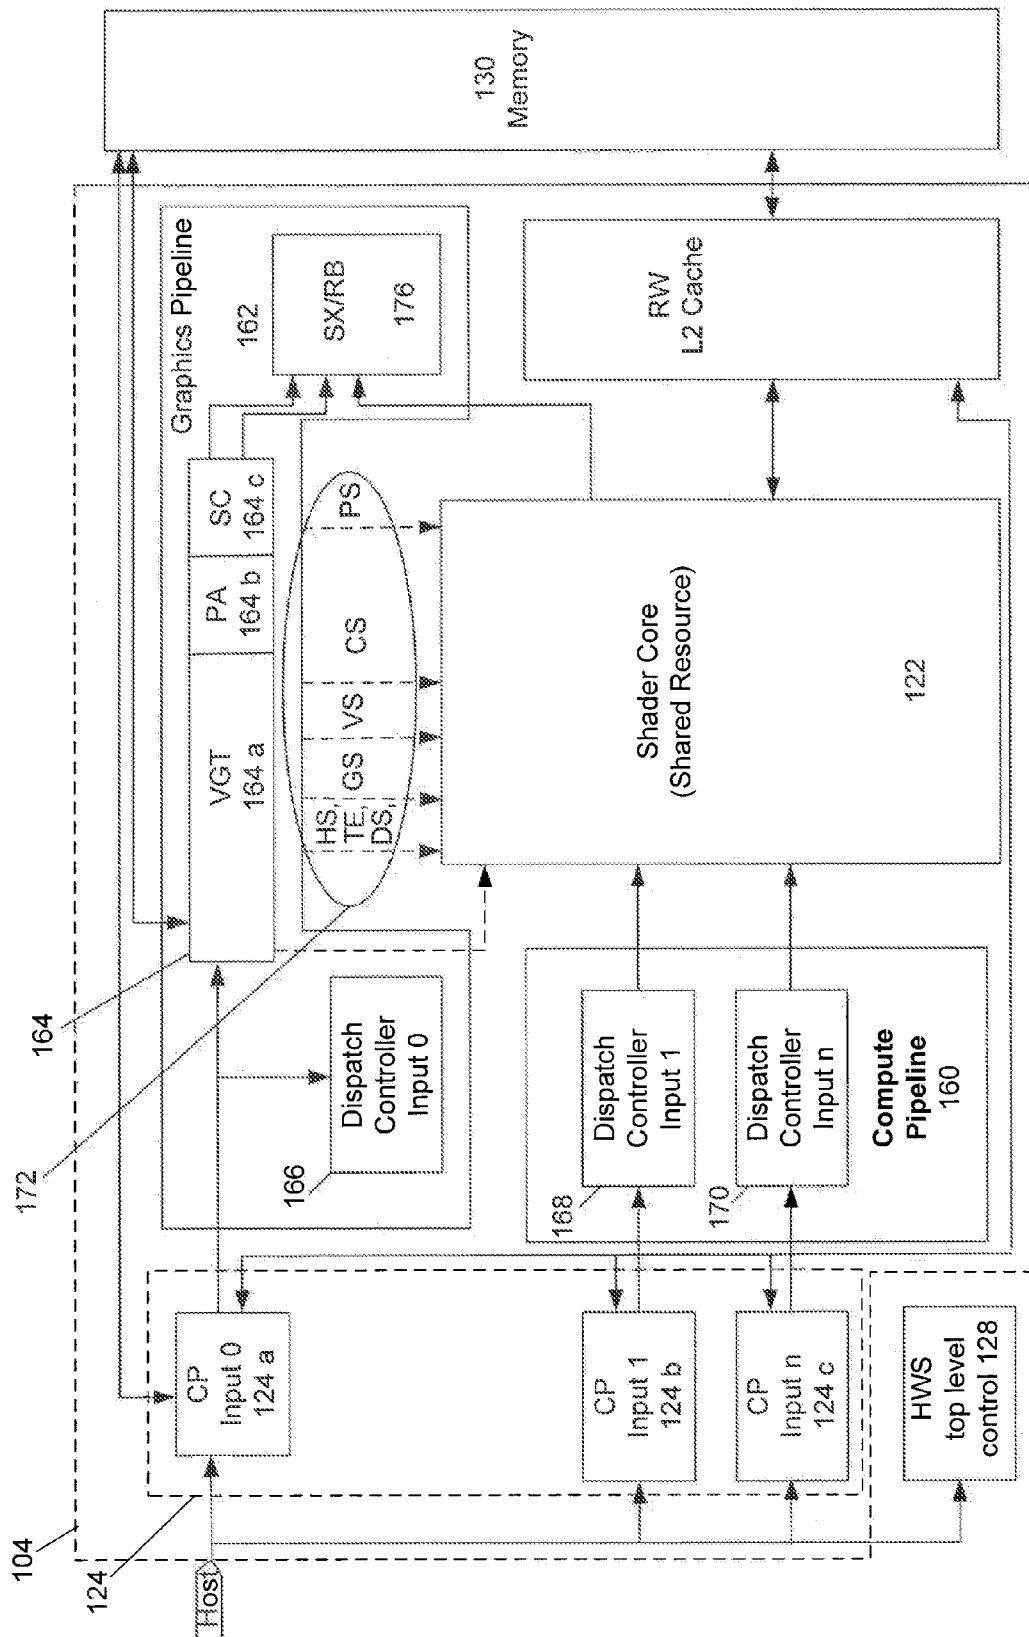 104
124
Host
CP
Input 0
124 a
CP
Input 1
124 b
CP
Input n
124 c
HWS
top level
control 128
172
164
166
Dispatch
Controller
Input 0
168
Dispatch
Controller
Input 1
170
Dispatch
Controller
Input n
Compute
Pipeline
160
Graphics Pipeline
162
VGT
164 a
PA
164 b
SC
164 c
HS,
TE,
DS,
GS
VS
CS
PS
SX/RB
176
Shader Core
(Shared Resource)
122
RW
L2 Cache
130
Memory